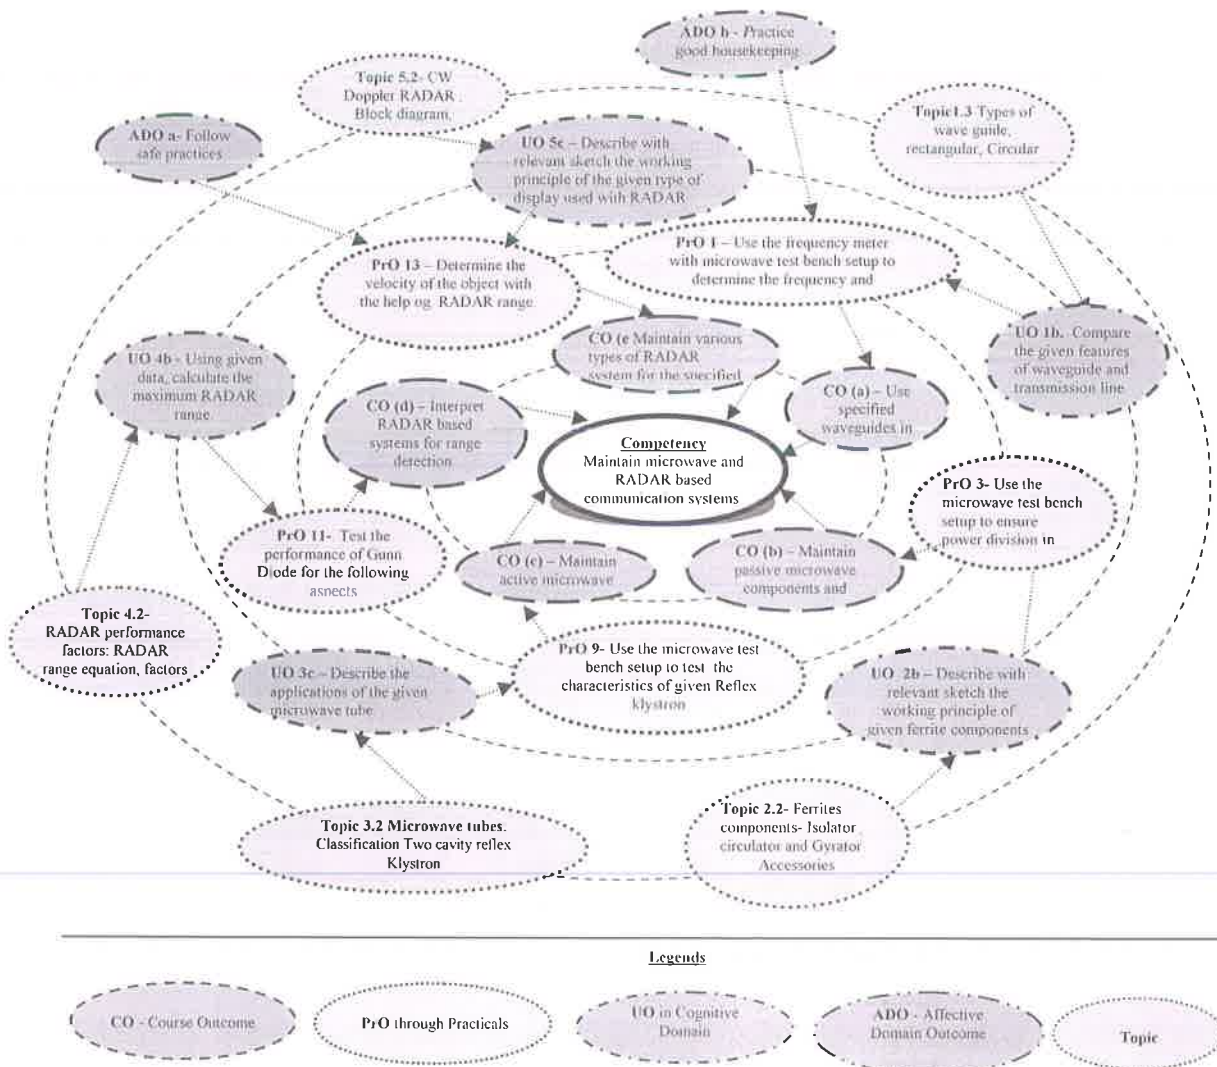 ADO b - Practice
good housekeeping
Topic 5.2- CW
Doppler RADAR .
Block diagram,
Topic1.3 Types of
wave guide,
rectangular, Circular
ADO a- Follow
safe practices
UO 5c – Describe with
relevant sketch the working
principle of the given type of
display used with RADAR
PrO 1 – Use the frequency meter
with microwave test bench setup to
determine the frequency and
PrO 13 – Determine the
velocity of the object with
the help og RADAR range
UO 4b - Using given
data, calculate the
maximum RADAR
range
CO (e Maintain various
types of RADAR
system for the specified
UO 1b. - Compare
the given features
of waveguide and
transmission line
CO (d) – Interpret
RADAR based
systems for range
detection
CO (a) – Use
specified
waveguides in
Competency
Maintain microwave and
RADAR based
communication systems
PrO 3- Use the
microwave test bench
setup to ensure
power division in
PrO 11- Test the
performance of Gunn
Diode for the following
aspects
CO (c) – Maintain
active microwave
CO (b) – Maintain
passive microwave
components and
Topic 4.2-
RADAR performance
factors: RADAR
range equation, factors
UO 3c – Describe the
applications of the given
microwave tube
PrO 9- Use the microwave test
bench setup to test the
characteristics of given Reflex
klystron
UO 2b – Describe with
relevant sketch the
working principle of
given ferrite components
Topic 3.2 Microwave tubes.
Classification Two cavity reflex
Klystron
Topic 2.2- Ferrites
components- Isolator
circulator and Gyrator
Accessories
Legends
CO - Course Outcome
PrO through Practicals
UO in Cognitive
Domain
ADO - Affective
Domain Outcome
Topic